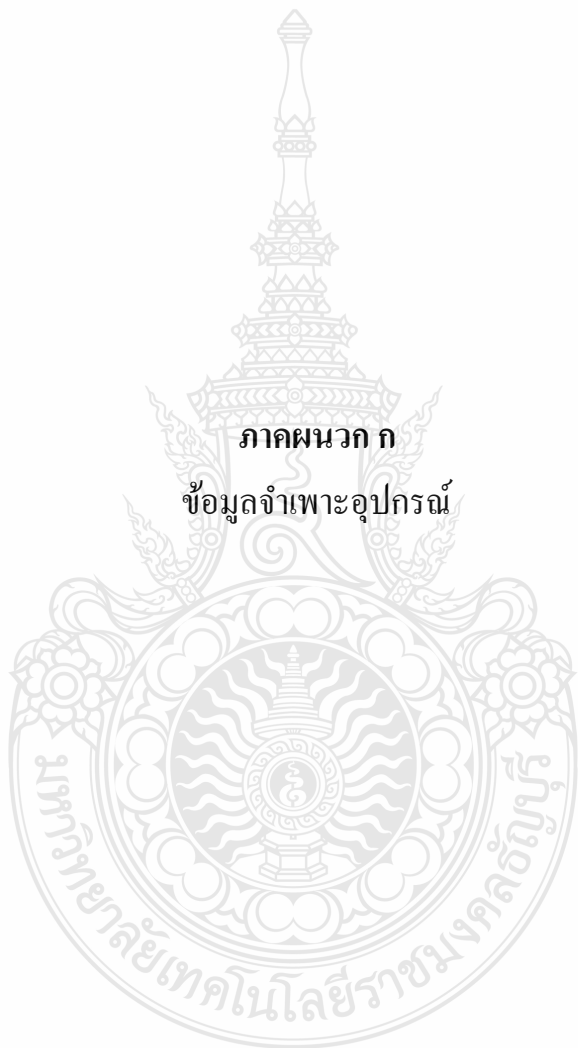 ภาคผนวก ก
ข้อมูลจำเพาะอุปกรณ์
มหาวิทยาลัยเทคโนโลยีราชมงคลธัญบุรี